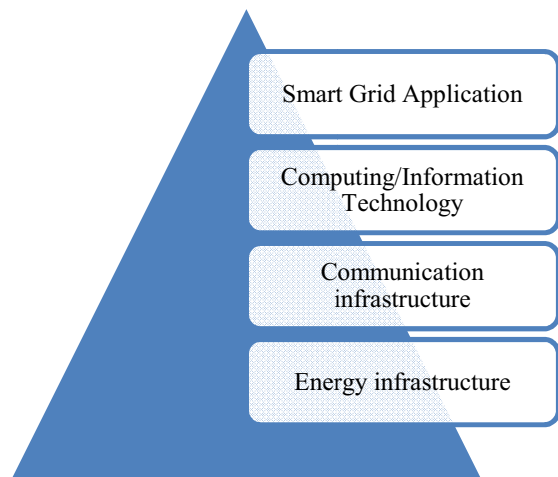 Smart Grid Application
Computing/Information
Technology
Communication
infrastructure
Energy infrastructure